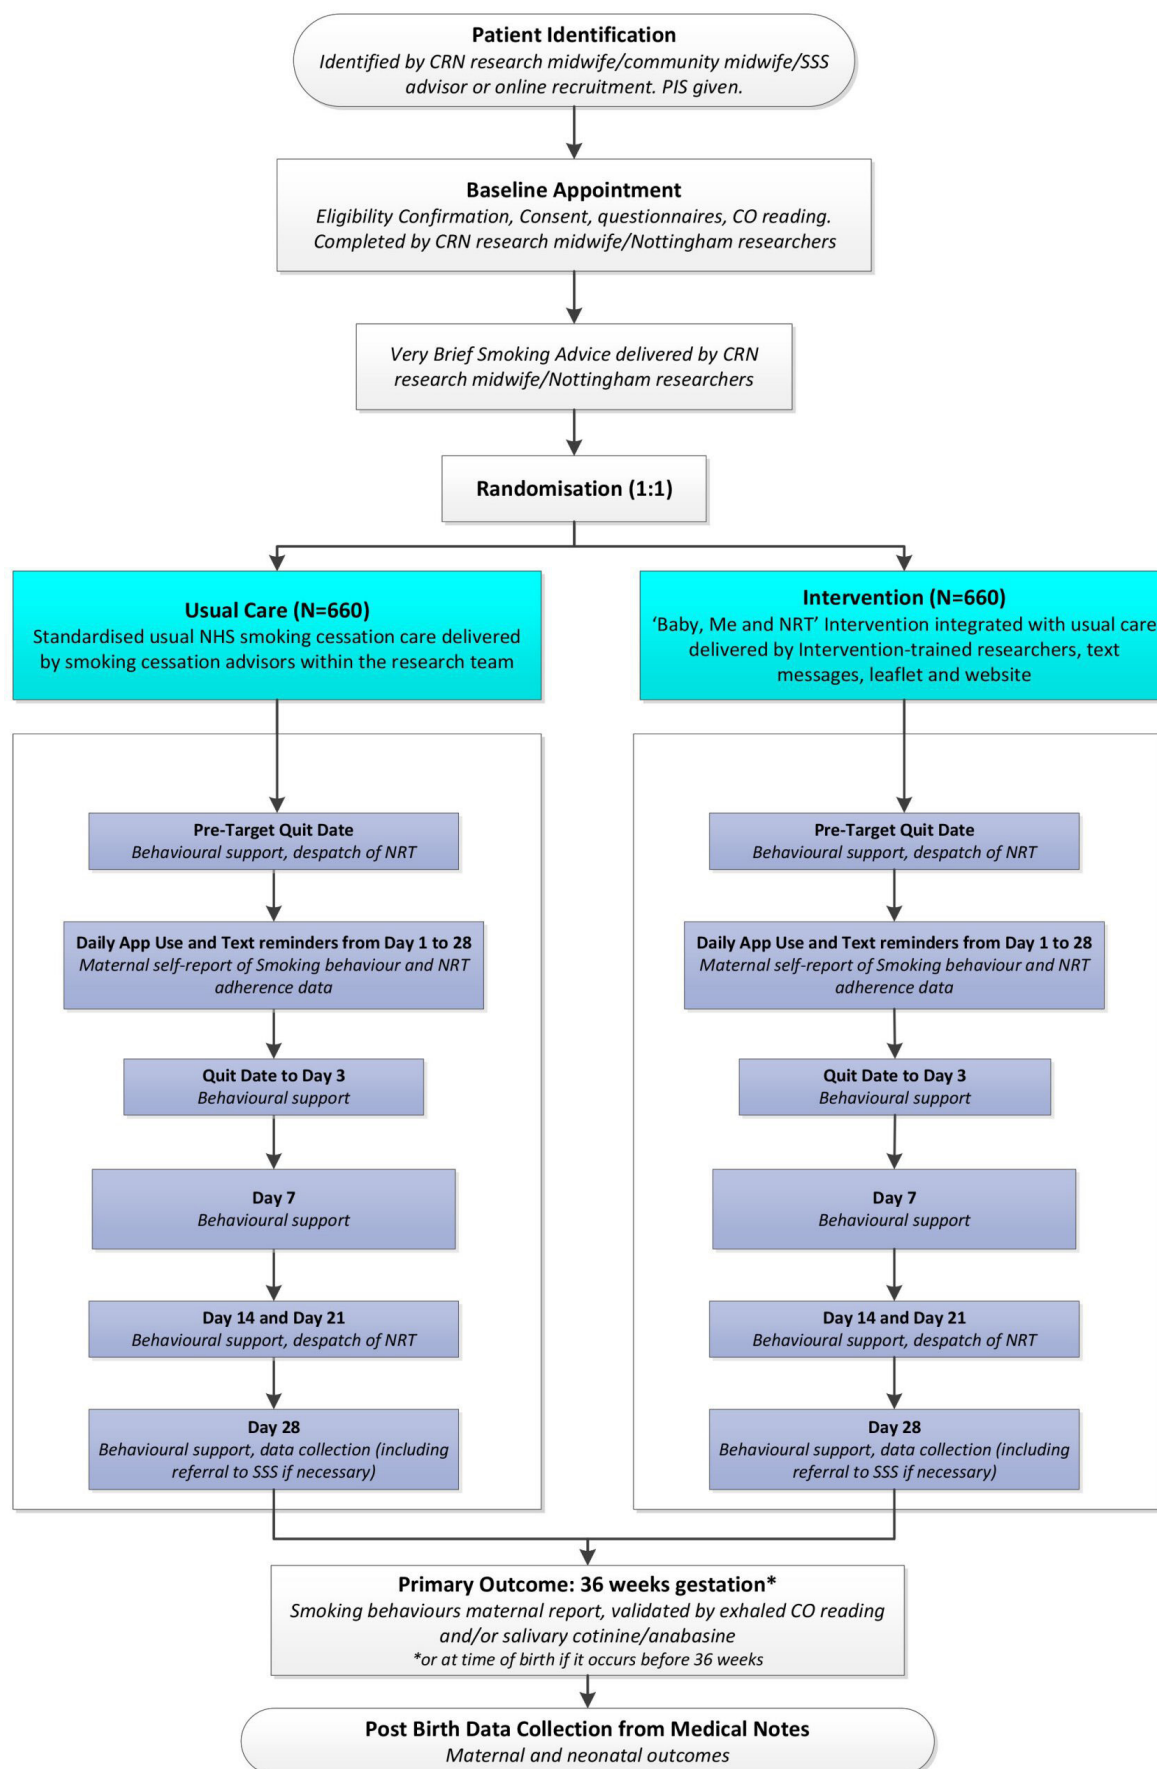 Patient Identification
Identified by CRN research midwife/community midwife/SSS
advisor or online recruitment. PIS given.
Baseline Appointment
Eligibility Confirmation, Consent, questionnaires, CO reading.
Completed by CRN research midwife/Nottingham researchers
Very Brief Smoking Advice delivered by CRN
research midwife/Nottingham researchers
Randomisation (1:1)
Usual Care (N=660)
Standardised usual NHS smoking cessation care delivered
by smoking cessation advisors within the research team
Intervention (N=660)
‘Baby, Me and NRT’ Intervention integrated with usual care
delivered by Intervention-trained researchers, text
messages, leaflet and website
Pre-Target Quit Date
Behavioural support, despatch of NRT
Daily App Use and Text reminders from Day 1 to 28
Maternal self-report of Smoking behaviour and NRT
adherence data
Quit Date to Day 3
Behavioural support
Day 7
Behavioural support
Day 14 and Day 21
Behavioural support, despatch of NRT
Day 28
Behavioural support, data collection (including
referral to SSS if necessary)
Pre-Target Quit Date
Behavioural support, despatch of NRT
Daily App Use and Text reminders from Day 1 to 28
Maternal self-report of Smoking behaviour and NRT
adherence data
Quit Date to Day 3
Behavioural support
Day 7
Behavioural support
Day 14 and Day 21
Behavioural support, despatch of NRT
Day 28
Behavioural support, data collection (including
referral to SSS if necessary)
Primary Outcome: 36 weeks gestation*
Smoking behaviours maternal report, validated by exhaled CO reading
and/or salivary cotinine/anabasine
*or at time of birth if it occurs before 36 weeks
Post Birth Data Collection from Medical Notes
Maternal and neonatal outcomes